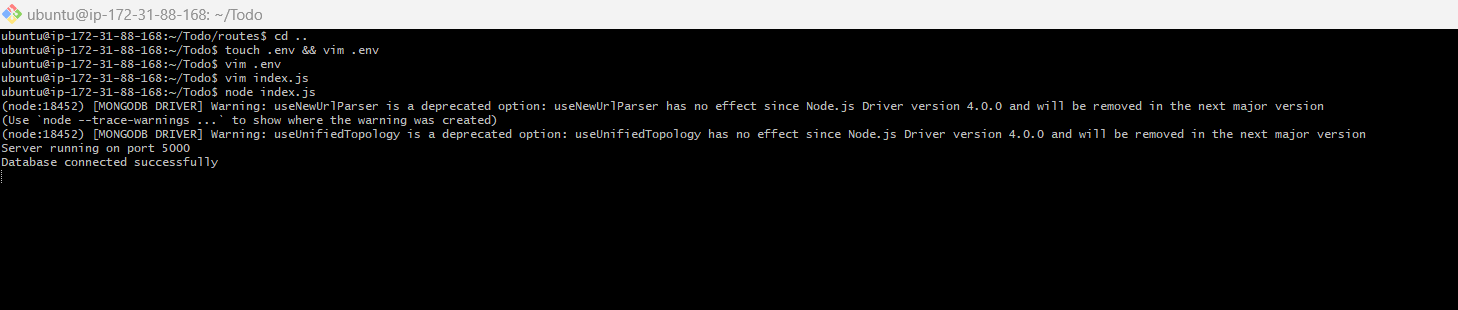 ubuntu@ip-172-31-88-168: ~/Todo
ubuntu@ip-172-31-88-168:~/Todo/routes$ cd ..
ubuntu@ip-172-31-88-168:~/Todo$ touch .env && vim .env
ubuntu@ip-172-31-88-168:~/Todo$ vim .env
ubuntu@ip-172-31-88-168:~/Todo$ vim index.js
ubuntu@ip-172-31-88-168:~/Todo$ node index.js
(node:18452) [MONGODB DRIVER] Warning: useNewUrlParser is a deprecated option: useNewUrlParser has no effect since Node.js Driver version 4.0.0 and will be removed in the next major version
(Use `node --trace-warnings ...` to show where the warning was created)
(node:18452) [MONGODB DRIVER] Warning: useUnifiedTopology is a deprecated option: useUnifiedTopology has no effect since Node.js Driver version 4.0.0 and will be removed in the next major version
Server running on port 5000
Database connected successfully